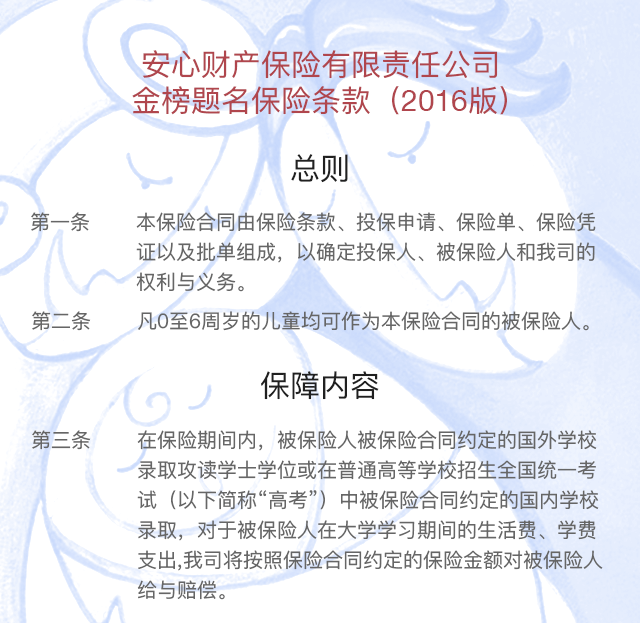 安心财产保险有限责任公司
金榜题名保险条款（2016版）
总则
第一条 本保险合同由保险条款、投保申请、保险单、保险凭
证以及批单组成，以确定投保人、被保险人和我司的
权利与义务。
第二条 凡0至6周岁的儿童均可作为本保险合同的被保险人。
保障内容
第三条 在保险期间内，被保险人被保险合同约定的国外学校
录取攻读学士学位或在普通高等学校招生全国统一考
试（以下简称“高考”）中被保险合同约定的国内学校
录取，对于被保险人在大学学习期间的生活费、学费
支出,我司将按照保险合同约定的保险金额对被保险人
给与赔偿。